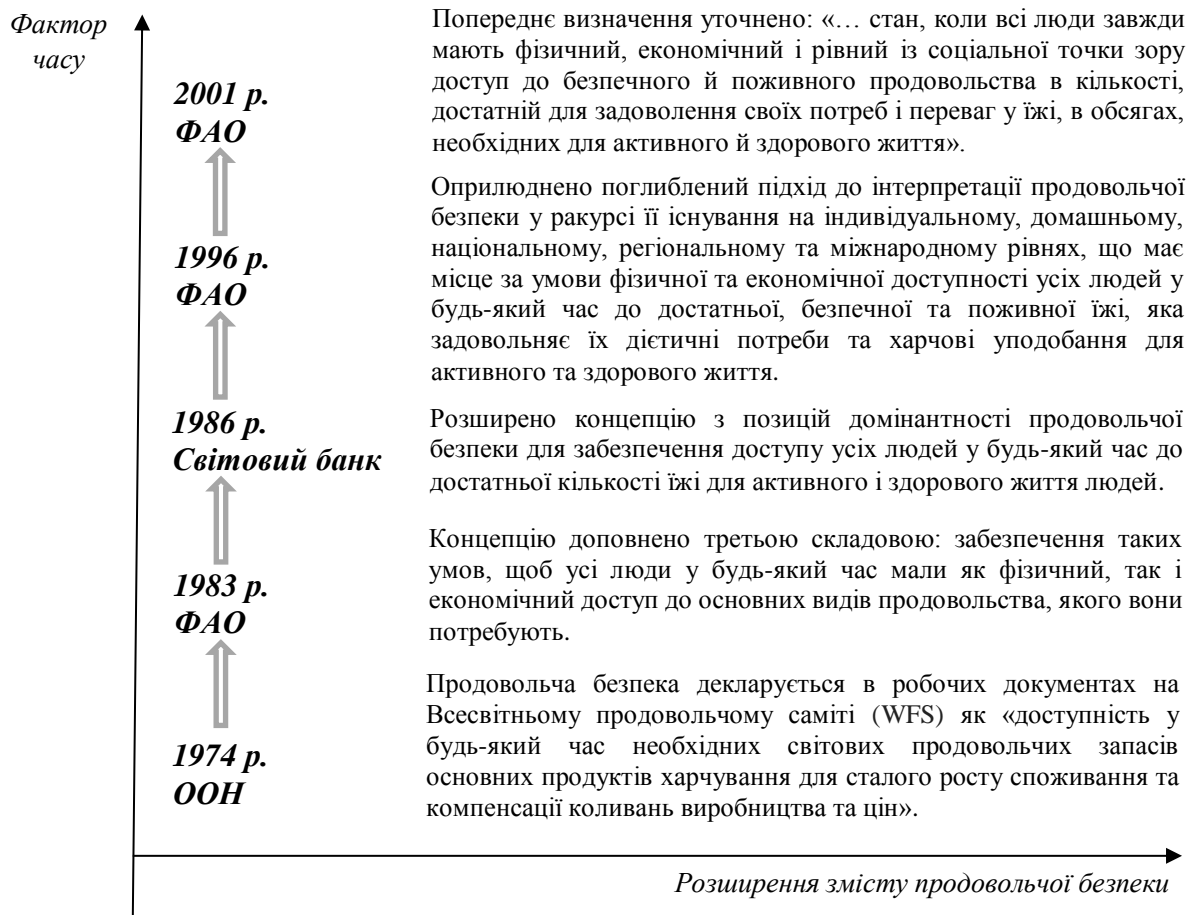 Фактор
часу
2001 р.
ФАО
Попереднє визначення уточнено: «… стан, коли всі люди завжди
мають фізичний, економічний і рівний із соціальної точки зору
доступ до безпечного й поживного продовольства в кількості,
достатній для задоволення своїх потреб і переваг у їжі, в обсягах,
необхідних для активного й здорового життя».
1996 р.
ФАО
Оприлюднено поглиблений підхід до інтерпретації продовольчої
безпеки у ракурсі її існування на індивідуальному, домашньому,
національному, регіональному та міжнародному рівнях, що має
місце за умови фізичної та економічної доступності усіх людей у
будь-який час до достатньої, безпечної та поживної їжі, яка
задовольняє їх дієтичні потреби та харчові уподобання для
активного та здорового життя.
1986 р.
Світовий банк
Розширено концепцію з позицій домінантності продовольчої
безпеки для забезпечення доступу усіх людей у будь-який час до
достатньої кількості їжі для активного і здорового життя людей.
1983 р.
ФАО
Концепцію доповнено третьою складовою: забезпечення таких
умов, щоб усі люди у будь-який час мали як фізичний, так і
економічний доступ до основних видів продовольства, якого вони
потребують.
1974 р.
ООН
Продовольча безпека декларується в робочих документах на
Всесвітньому продовольчому саміті (WFS) як «доступність у
будь-який час необхідних світових продовольчих запасів
основних продуктів харчування для сталого росту споживання та
компенсації коливань виробництва та цін».
Розширення змісту продовольчої безпеки